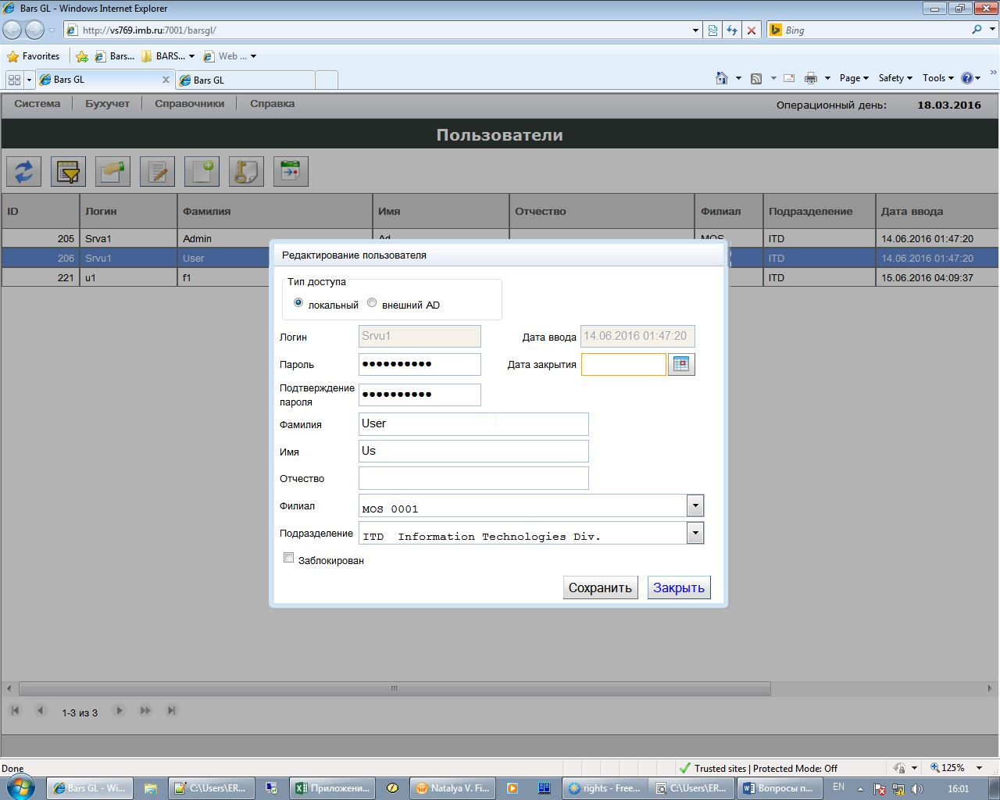 Bars GL - Windows Internet Explorer
http://vs769.imb.ru:7001/barsgl/
Bing
Favorites Bars... BARS... Web ...
Bars GL Bars GL Page Safety Tools
Система Бухучет Справочники Справка Операционный день: 18.03.2016
Пользователи
ID Логин Фамилия Имя Отчество Филиал Подразделение Дата ввода
205 Srva1 Admin Ad MOS ITD 14.06.2016 01:47:20
206 Srvu1 User ITD 14.06.2016 01:47:20
221 u1 f1 ITD 15.06.2016 04:09:37
Редактирование пользователя
Тип доступа
локальный внешний AD
Логин Srvu1 Дата ввода 14.06.2016 01:47:20
Пароль ●●●●●●●●●● Дата закрытия
Подтверждение
пароля ●●●●●●●●●●
Фамилия User
Имя Us
Отчество
Филиал MOS 0001
Подразделение ITD Information Technologies Div.
Заблокирован
Сохранить Закрыть
1-3 из 3
Done Trusted sites | Protected Mode: Off 125%
Bars GL - Wi... C:\Users\ER... Приложени... Natalya V. Fi... rights - Free... C:\Users\ER... Вопросы п... EN 16:01